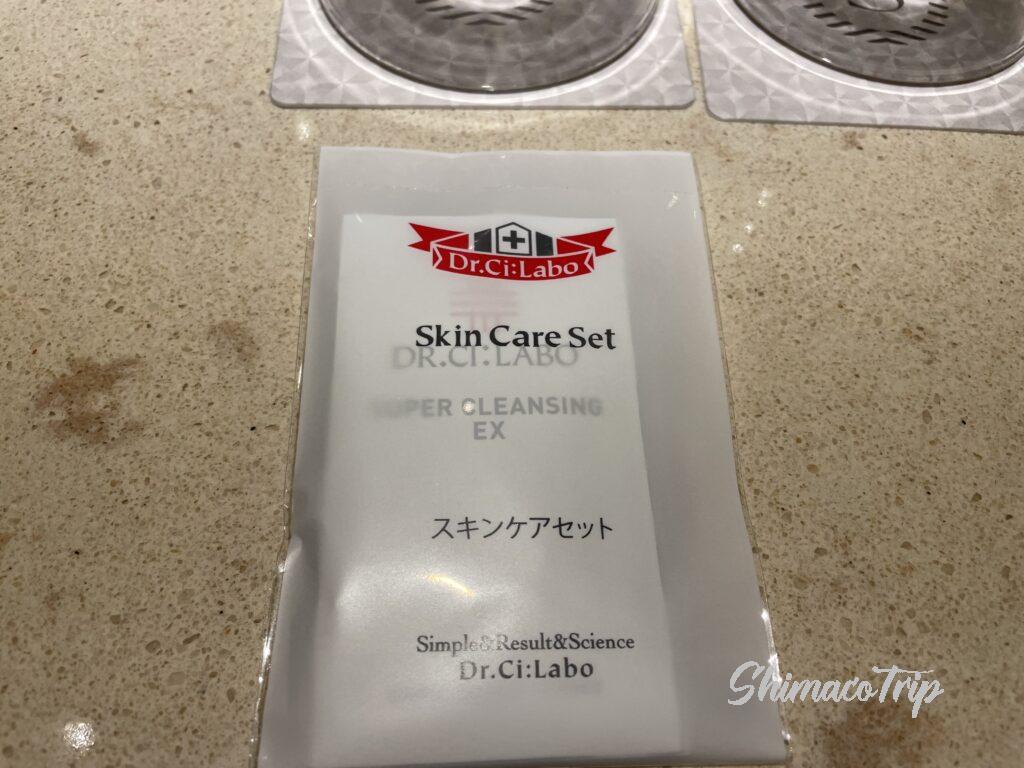 Dr.Ci:Labo
Skin Care Set
DR.CI:LABO
SUPER CLEANSING
EX
スキンケアセット
Simple&Result&Science
Dr.Ci:Labo
ShimacoTrip